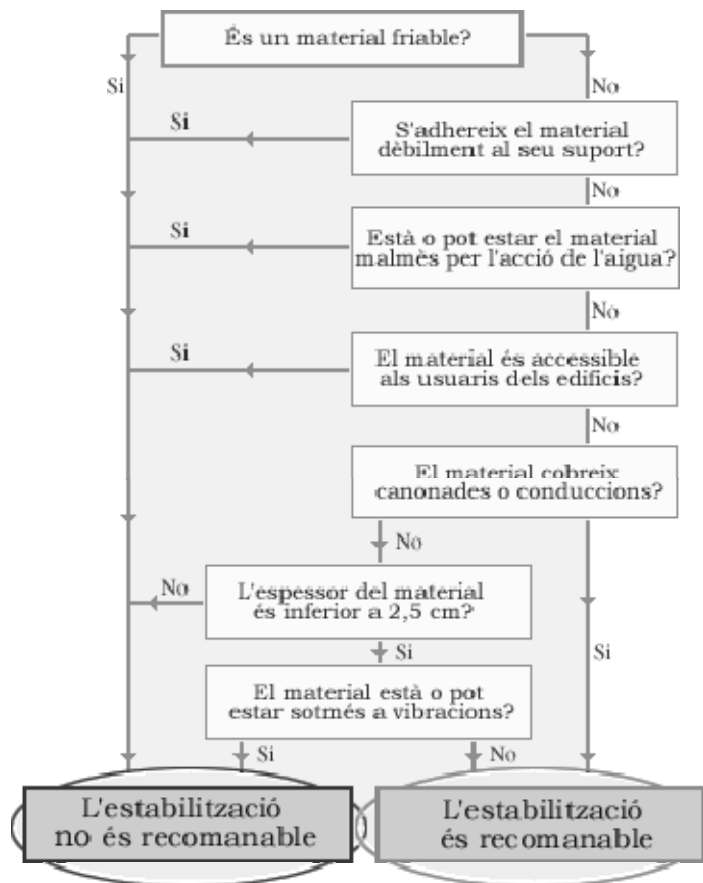 És un material friable?
Si
No
Si
S'adhereix el material
dèbilment al seu suport?
No
Si
Està o pot estar el material
malmès per l'acció de l'aigua?
No
Si
El material és accessible
als usuaris dels edificis?
No
El material cobreix
canonades o conduccions?
No
No
L'espessor del material
és inferior a 2,5 cm?
Si
Si
El material està o pot
estar sotmés a vibracions?
Si
No
L'estabilització
no és recomanable
L'estabilització
és recomanable